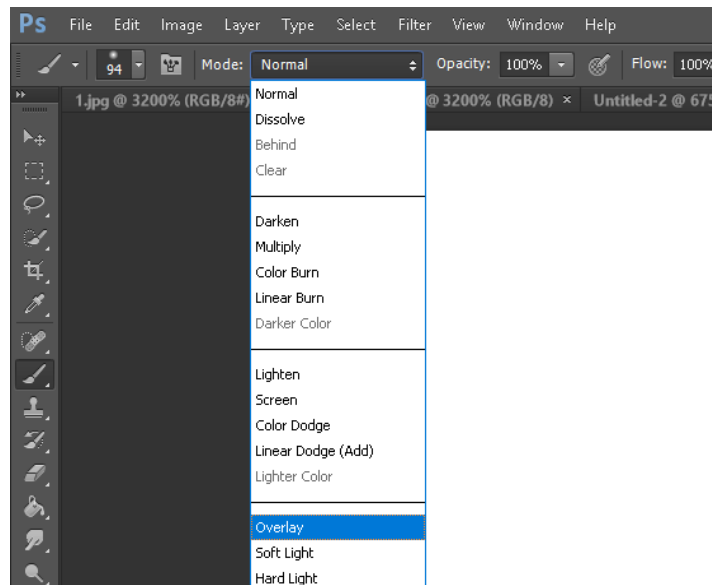 Ps File Edit Image Layer Type Select Filter View Window Help
94 Mode: Normal Opacity: 100% Flow: 100%
1.jpg @ 3200% (RGB/8#) @ 3200% (RGB/8) × Untitled-2 @ 675
Normal
Dissolve
Behind
Clear
Darken
Multiply
Color Burn
Linear Burn
Darker Color
Lighten
Screen
Color Dodge
Linear Dodge (Add)
Lighter Color
Overlay
Soft Light
Hard Light